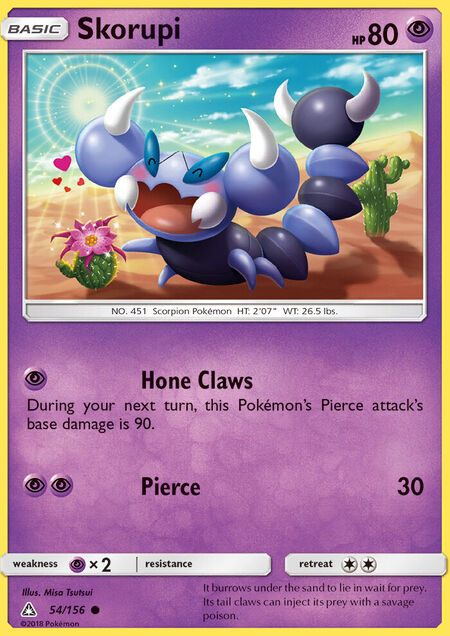 BASIC Skorupi HP 80
NO. 451 Scorpion Pokémon HT: 2'07" WT: 26.5 lbs.
Hone Claws
During your next turn, this Pokémon's Pierce attack's
base damage is 90.
Pierce 30
weakness ×2 resistance retreat
Illus. Misa Tsutsui
54/156
©2018 Pokémon
It burrows under the sand to lie in wait for prey.
Its tail claws can inject its prey with a savage
poison.